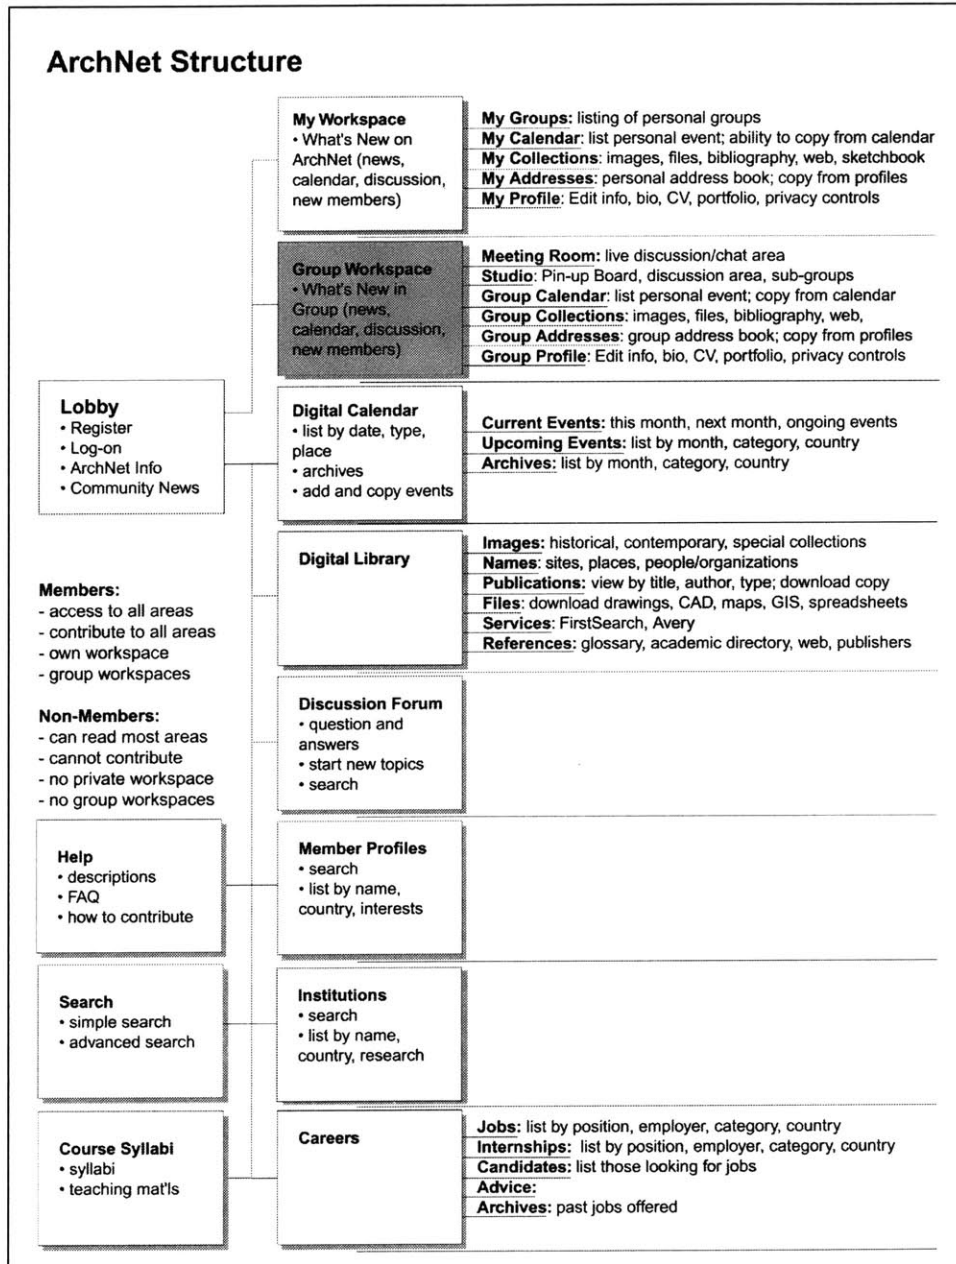 ArchNet Structure
My Workspace
• What's New on
ArchNet (news,
calendar, discussion,
new members)
My Groups: listing of personal groups
My Calendar: list personal event; ability to copy from calendar
My Collections: images, files, bibliography, web, sketchbook
My Addresses: personal address book; copy from profiles
My Profile: Edit info, bio, CV, portfolio, privacy controls
Group Workspace
• What's New in
Group (news,
calendar, discussion,
new members)
Meeting Room: live discussion/chat area
Studio: Pin-up Board, discussion area, sub-groups
Group Calendar: list personal event; copy from calendar
Group Collections: images, files, bibliography, web,
Group Addresses: group address book; copy from profiles
Group Profile: Edit info, bio, CV, portfolio, privacy controls
Lobby
• Register
• Log-on
• ArchNet Info
• Community News
Digital Calendar
• list by date, type,
place
• archives
• add and copy events
Current Events: this month, next month, ongoing events
Upcoming Events: list by month, category, country
Archives: list by month, category, country
Digital Library
Images: historical, contemporary, special collections
Names: sites, places, people/organizations
Publications: view by title, author, type; download copy
Files: download drawings, CAD, maps, GIS, spreadsheets
Services: FirstSearch, Avery
References: glossary, academic directory, web, publishers
Members:
- access to all areas
- contribute to all areas
- own workspace
- group workspaces
Non-Members:
- can read most areas
- cannot contribute
- no private workspace
- no group workspaces
Discussion Forum
• question and
answers
• start new topics
• search
Help
• descriptions
• FAQ
• how to contribute
Member Profiles
• search
• list by name,
country, interests
Search
• simple search
• advanced search
Institutions
• search
• list by name,
country, research
Course Syllabi
• syllabi
• teaching mat'ls
Careers
Jobs: list by position, employer, category, country
Internships: list by position, employer, category, country
Candidates: list those looking for jobs
Advice:
Archives: past jobs offered